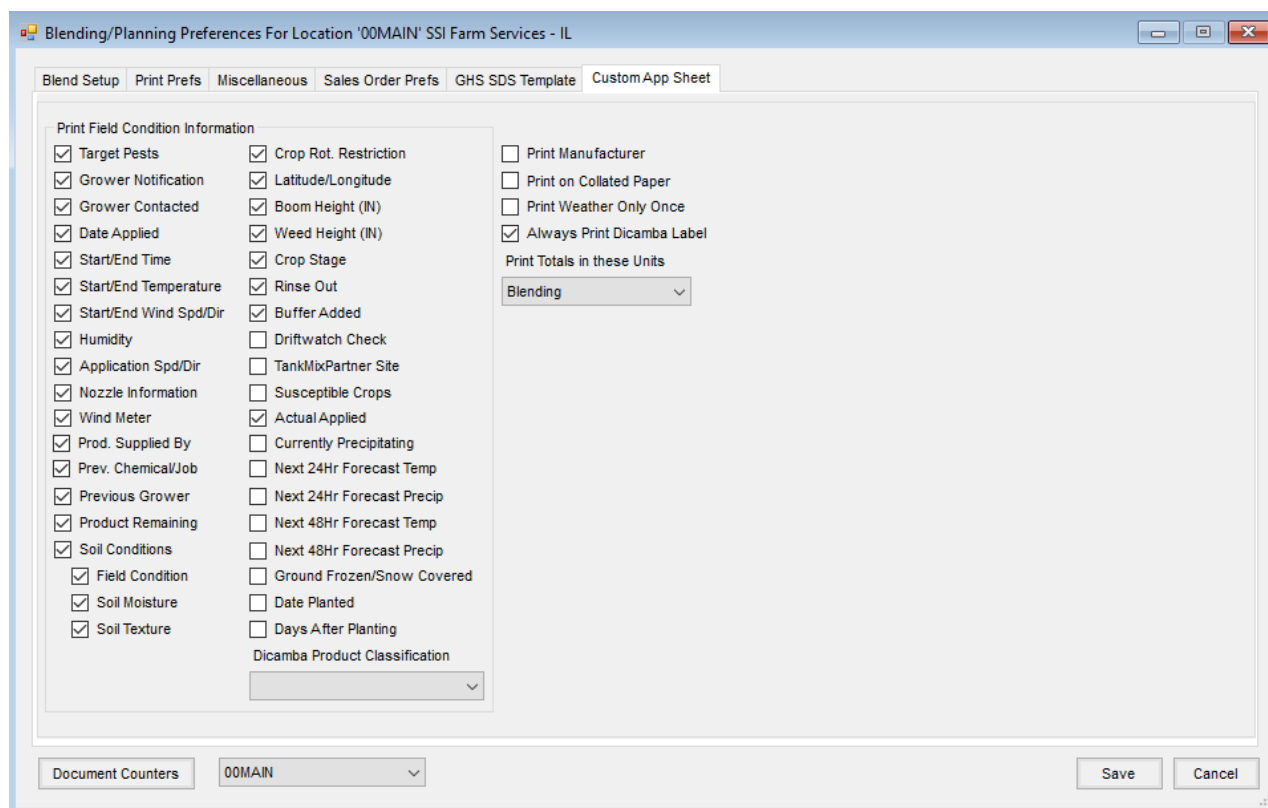 Blending/Planning Preferences For Location '00MAIN' SSI Farm Services - IL
Blend Setup Print Prefs Miscellaneous Sales Order Prefs GHS SDS Template Custom App Sheet
Print Field Condition Information
Target Pests
Grower Notification
Grower Contacted
Date Applied
Start/End Time
Start/End Temperature
Start/End Wind Spd/Dir
Humidity
Application Spd/Dir
Nozzle Information
Wind Meter
Prod. Supplied By
Prev. Chemical/Job
Previous Grower
Product Remaining
Soil Conditions
Field Condition
Soil Moisture
Soil Texture
Crop Rot. Restriction
Latitude/Longitude
Boom Height (IN)
Weed Height (IN)
Crop Stage
Rinse Out
Buffer Added
Driftwatch Check
TankMixPartner Site
Susceptible Crops
Actual Applied
Currently Precipitating
Next 24Hr Forecast Temp
Next 24Hr Forecast Precip
Next 48Hr Forecast Temp
Next 48Hr Forecast Precip
Ground Frozen/Snow Covered
Date Planted
Days After Planting
Dicamba Product Classification
Print Manufacturer
Print on Collated Paper
Print Weather Only Once
Always Print Dicamba Label
Print Totals in these Units
Blending
Document Counters 00MAIN Save Cancel